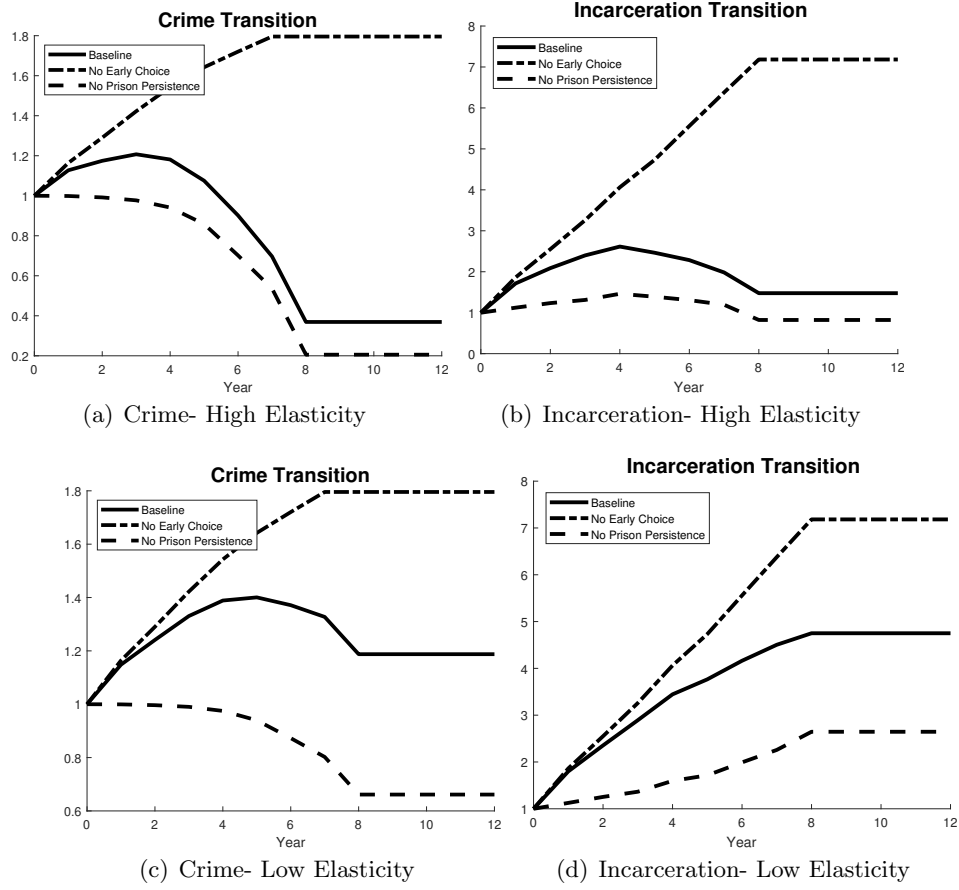 Crime Transition
1.8
1.6
1.4
1.2
1
0.8
0.6
0.4
0.2
Baseline
No Early Choice
No Prison Persistence
0 2 4 6 8 10 12
Year
(a) Crime- High Elasticity
Incarceration Transition
8
7
6
5
4
3
2
1
0
Baseline
No Early Choice
No Prison Persistence
0 2 4 6 8 10 12
Year
(b) Incarceration- High Elasticity
Crime Transition
1.8
1.6
1.4
1.2
1
0.8
0.6
Baseline
No Early Choice
No Prison Persistence
0 2 4 6 8 10 12
Year
(c) Crime- Low Elasticity
Incarceration Transition
8
7
6
5
4
3
2
1
Baseline
No Early Choice
No Prison Persistence
0 2 4 6 8 10 12
Year
(d) Incarceration- Low Elasticity